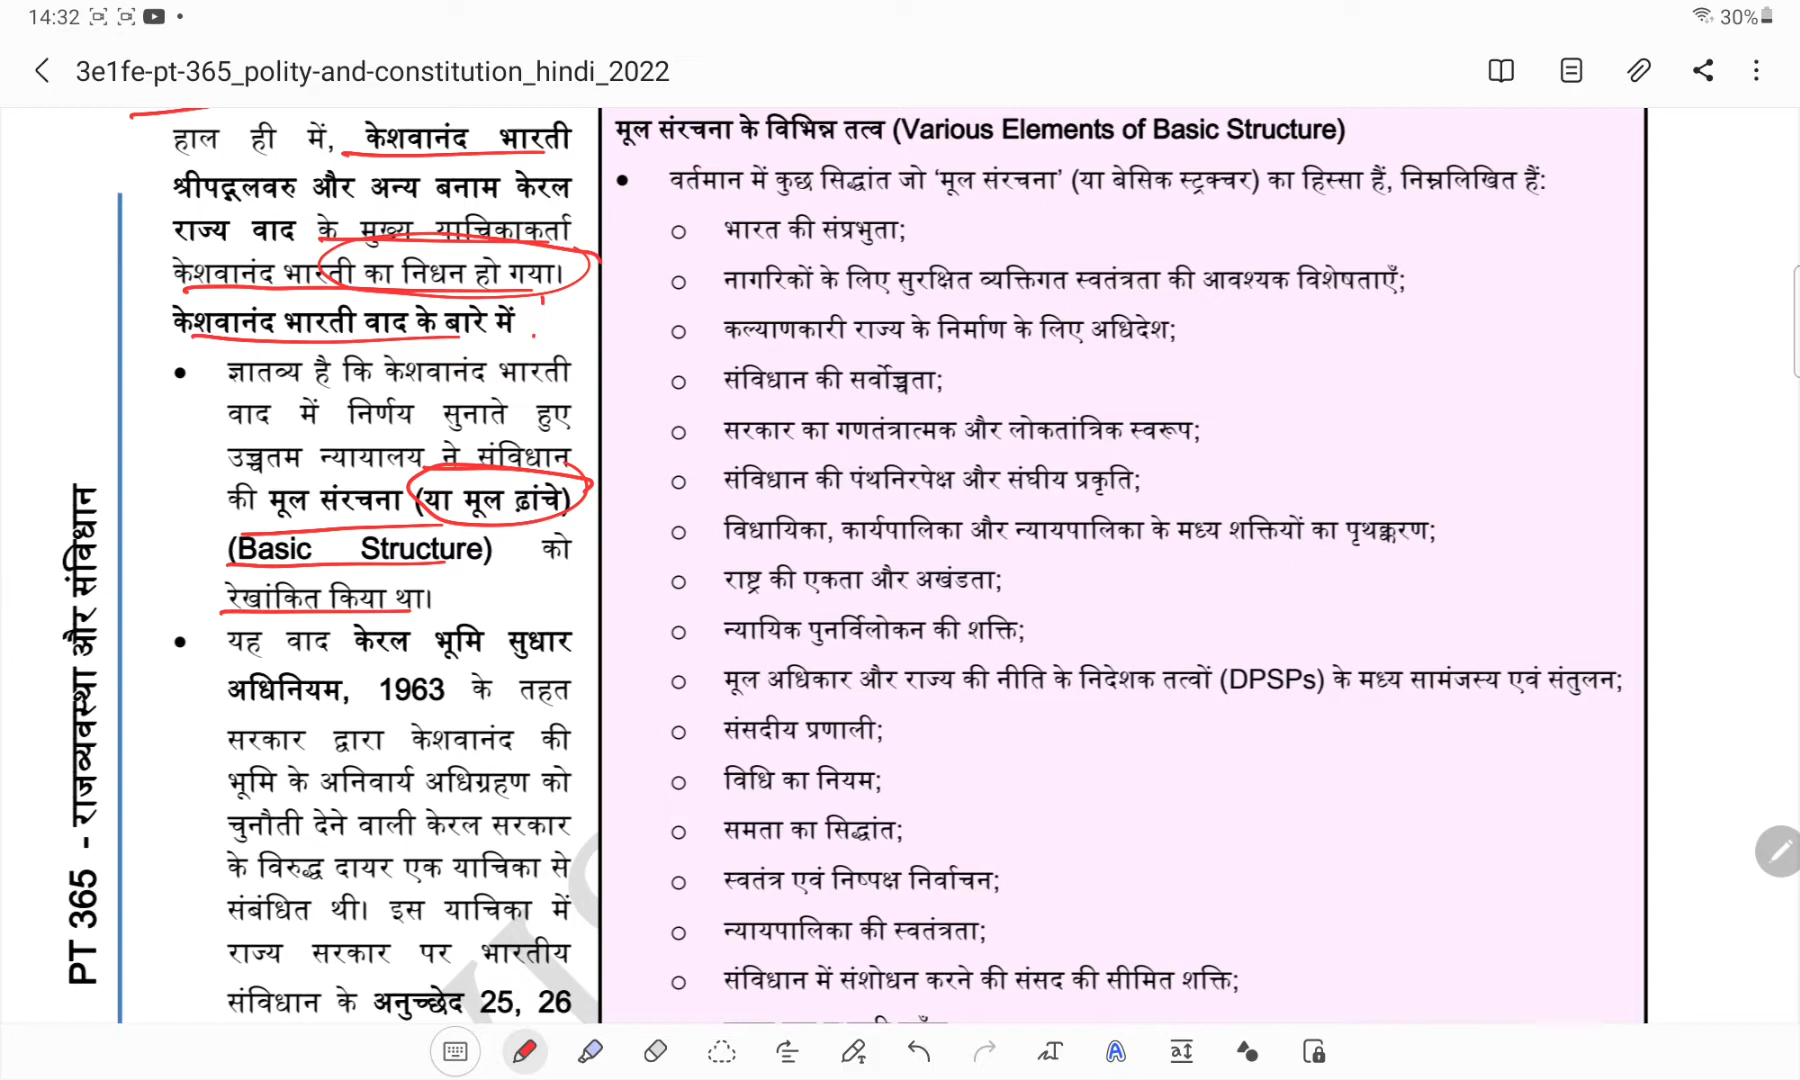 14:32
30%
3e1fe-pt-365_polity-and-constitution_hindi_2022
PT 365 - राजव्यवस्था और संविधान
हाल ही में, केशवानंद भारती
श्रीपद्गलवरु और अन्य बनाम केरल
राज्य वाद के मुख्य याचिकाकर्ता
केशवानंद भारती का निधन हो गया।
केशवानंद भारती वाद के बारे में
• ज्ञातव्य है कि केशवानंद भारती
वाद में निर्णय सुनाते हुए
उच्चतम न्यायालय ने संविधान
की मूल संरचना (या मूल ढ़ांचे)
(Basic Structure) को
रेखांकित किया था।
• यह वाद केरल भूमि सुधार
अधिनियम, 1963 के तहत
सरकार द्वारा केशवानंद की
भूमि के अनिवार्य अधिग्रहण को
चुनौती देने वाली केरल सरकार
के विरुद्ध दायर एक याचिका से
संबंधित थी। इस याचिका में
राज्य सरकार पर भारतीय
संविधान के अनुच्छेद 25, 26
मूल संरचना के विभिन्न तत्व (Various Elements of Basic Structure)
• वर्तमान में कुछ सिद्धांत जो ‘मूल संरचना’ (या बेसिक स्ट्रक्चर) का हिस्सा हैं, निम्नलिखित हैं:
o भारत की संप्रभुता;
o नागरिकों के लिए सुरक्षित व्यक्तिगत स्वतंत्रता की आवश्यक विशेषताएँ;
o कल्याणकारी राज्य के निर्माण के लिए अधिदेश;
o संविधान की सर्वोच्चता;
o सरकार का गणतंत्रात्मक और लोकतांत्रिक स्वरूप;
o संविधान की पंथनिरपेक्ष और संघीय प्रकृति;
o विधायिका, कार्यपालिका और न्यायपालिका के मध्य शक्तियों का पृथक्करण;
o राष्ट्र की एकता और अखंडता;
o न्यायिक पुनर्विलोकन की शक्ति;
o मूल अधिकार और राज्य की नीति के निदेशक तत्वों (DPSPs) के मध्य सामंजस्य एवं संतुलन;
o संसदीय प्रणाली;
o विधि का नियम;
o समता का सिद्धांत;
o स्वतंत्र एवं निष्पक्ष निर्वाचन;
o न्यायपालिका की स्वतंत्रता;
o संविधान में संशोधन करने की संसद की सीमित शक्ति;